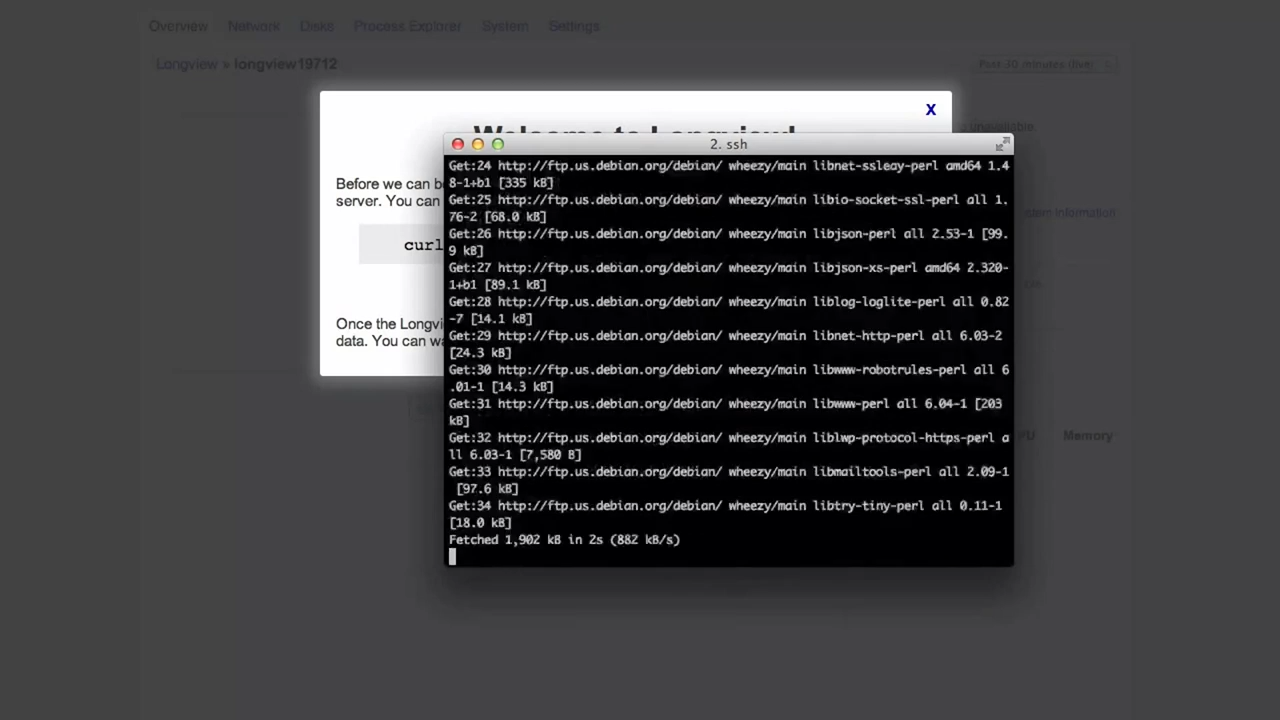 Overview Network Disks Process Explorer System Settings
Longview » longview19712
Past 30 minutes (live)
X
Welcome to Longview!
unavailable.
Before we can be
server. You can
System Information
curl
Once the Longvi
data. You can wa
CPU Memory
2. ssh
Get:24 http://ftp.us.debian.org/debian/ wheezy/main libnet-ssleay-perl amd64 1.4
8-1+b1 [335 kB]
Get:25 http://ftp.us.debian.org/debian/ wheezy/main libio-socket-ssl-perl all 1.
76-2 [68.0 kB]
Get:26 http://ftp.us.debian.org/debian/ wheezy/main libjson-perl all 2.53-1 [99.
9 kB]
Get:27 http://ftp.us.debian.org/debian/ wheezy/main libjson-xs-perl amd64 2.320-
1+b1 [89.1 kB]
Get:28 http://ftp.us.debian.org/debian/ wheezy/main liblog-loglite-perl all 0.82
-7 [14.1 kB]
Get:29 http://ftp.us.debian.org/debian/ wheezy/main libnet-http-perl all 6.03-2
[24.3 kB]
Get:30 http://ftp.us.debian.org/debian/ wheezy/main libwww-robotrules-perl all 6
.01-1 [14.3 kB]
Get:31 http://ftp.us.debian.org/debian/ wheezy/main libwww-perl all 6.04-1 [203
kB]
Get:32 http://ftp.us.debian.org/debian/ wheezy/main liblwp-protocol-https-perl a
ll 6.03-1 [7,580 B]
Get:33 http://ftp.us.debian.org/debian/ wheezy/main libmailtools-perl all 2.09-1
[97.6 kB]
Get:34 http://ftp.us.debian.org/debian/ wheezy/main libtry-tiny-perl all 0.11-1
[18.0 kB]
Fetched 1,902 kB in 2s (882 kB/s)